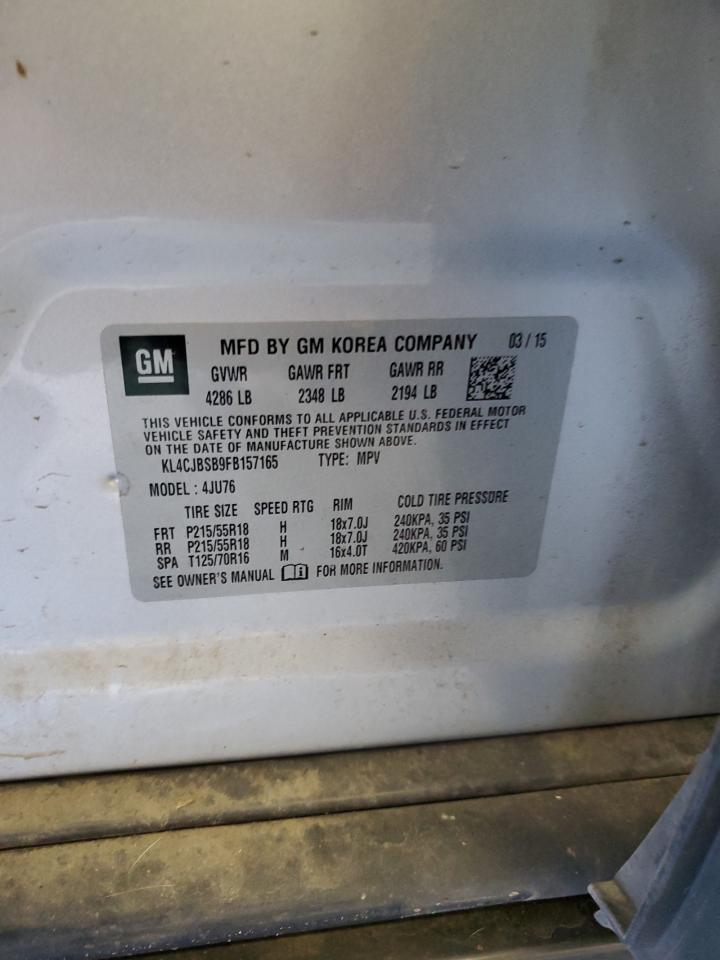 GM MFD BY GM KOREA COMPANY 03 / 15
GVWR GAWR FRT GAWR RR
4286 LB 2348 LB 2194 LB
THIS VEHICLE CONFORMS TO ALL APPLICABLE U.S. FEDERAL MOTOR
VEHICLE SAFETY AND THEFT PREVENTION STANDARDS IN EFFECT
ON THE DATE OF MANUFACTURE SHOWN ABOVE.
KL4CJBSB9FB157165 TYPE: MPV
MODEL : 4JU76
TIRE SIZE SPEED RTG RIM COLD TIRE PRESSURE
FRT P215/55R18 H 18x7.0J 240KPA, 35 PSI
RR P215/55R18 H 18x7.0J 240KPA, 35 PSI
SPA T125/70R16 M 16x4.0T 420KPA, 60 PSI
SEE OWNER'S MANUAL FOR MORE INFORMATION.